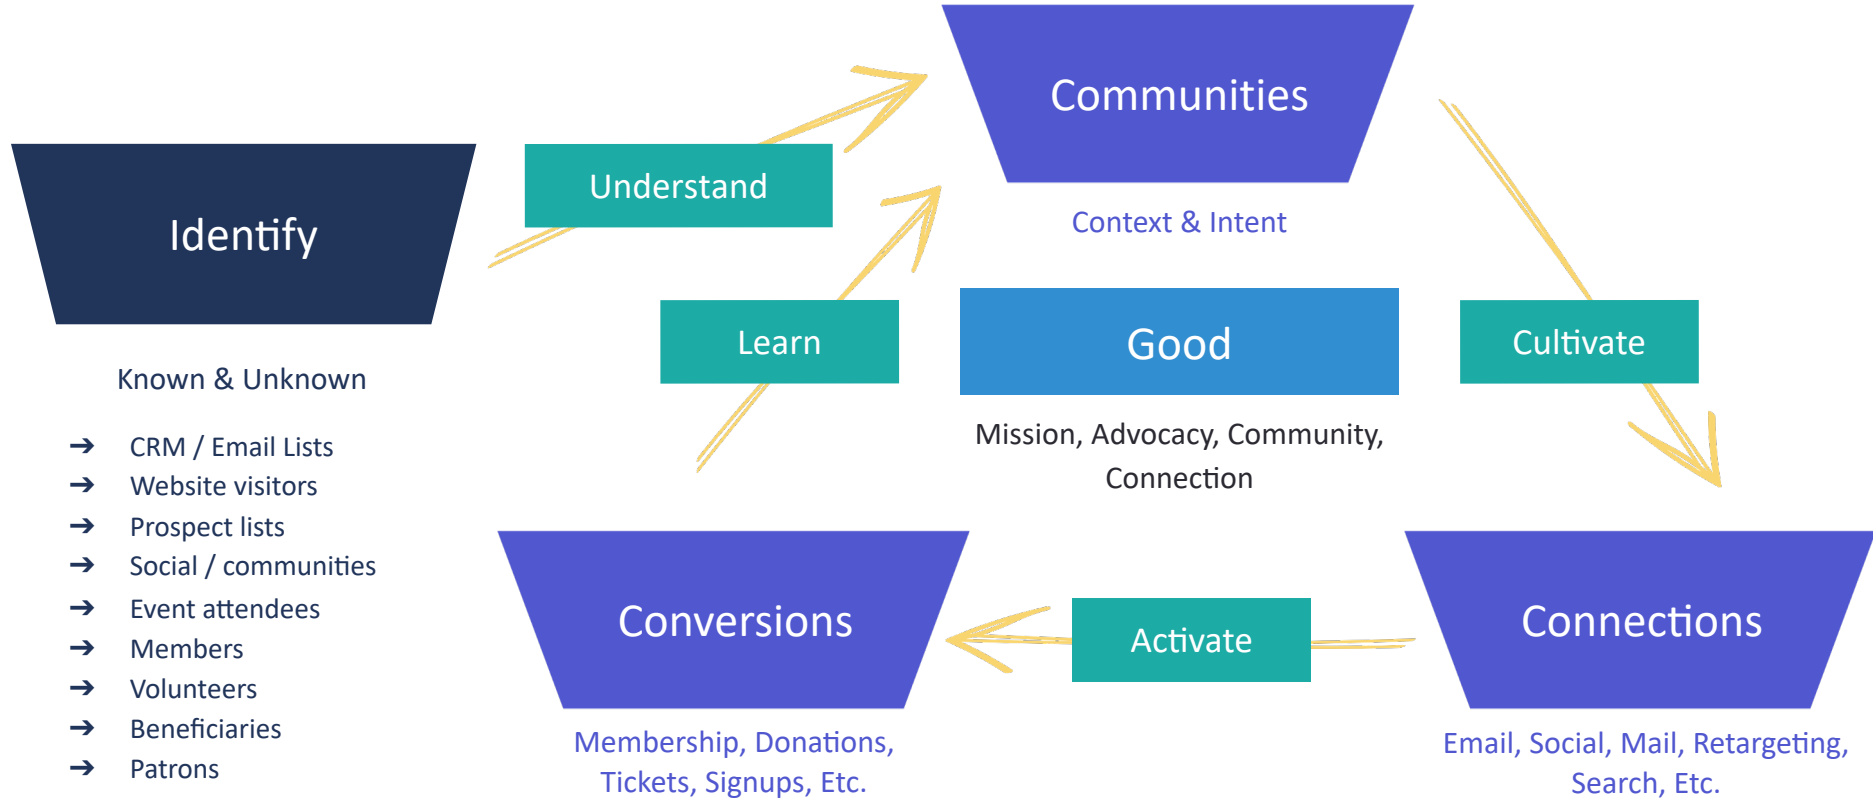 Identify
Known & Unknown
➔ CRM / Email Lists
➔ Website visitors
➔ Prospect lists
➔ Social / communities
➔ Event attendees
➔ Members
➔ Volunteers
➔ Beneficiaries
➔ Patrons
Understand
Communities
Context & Intent
Learn
Good
Mission, Advocacy, Community,
Connection
Cultivate
Conversions
Membership, Donations,
Tickets, Signups, Etc.
Activate
Connections
Email, Social, Mail, Retargeting,
Search, Etc.